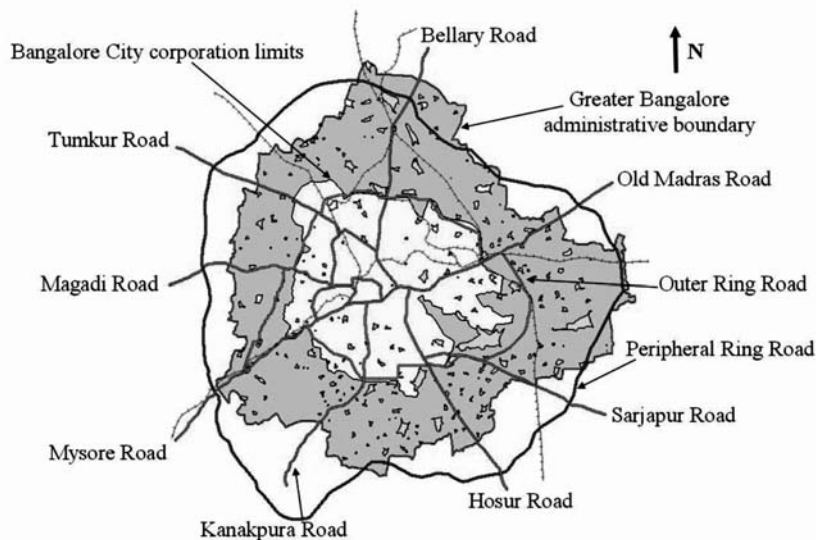 Bellary Road
N
Bangalore City corporation limits
Greater Bangalore
administrative boundary
Tumkur Road
Old Madras Road
Magadi Road
Outer Ring Road
Peripheral Ring Road
Sarjapur Road
Mysore Road
Hosur Road
Kanakpura Road